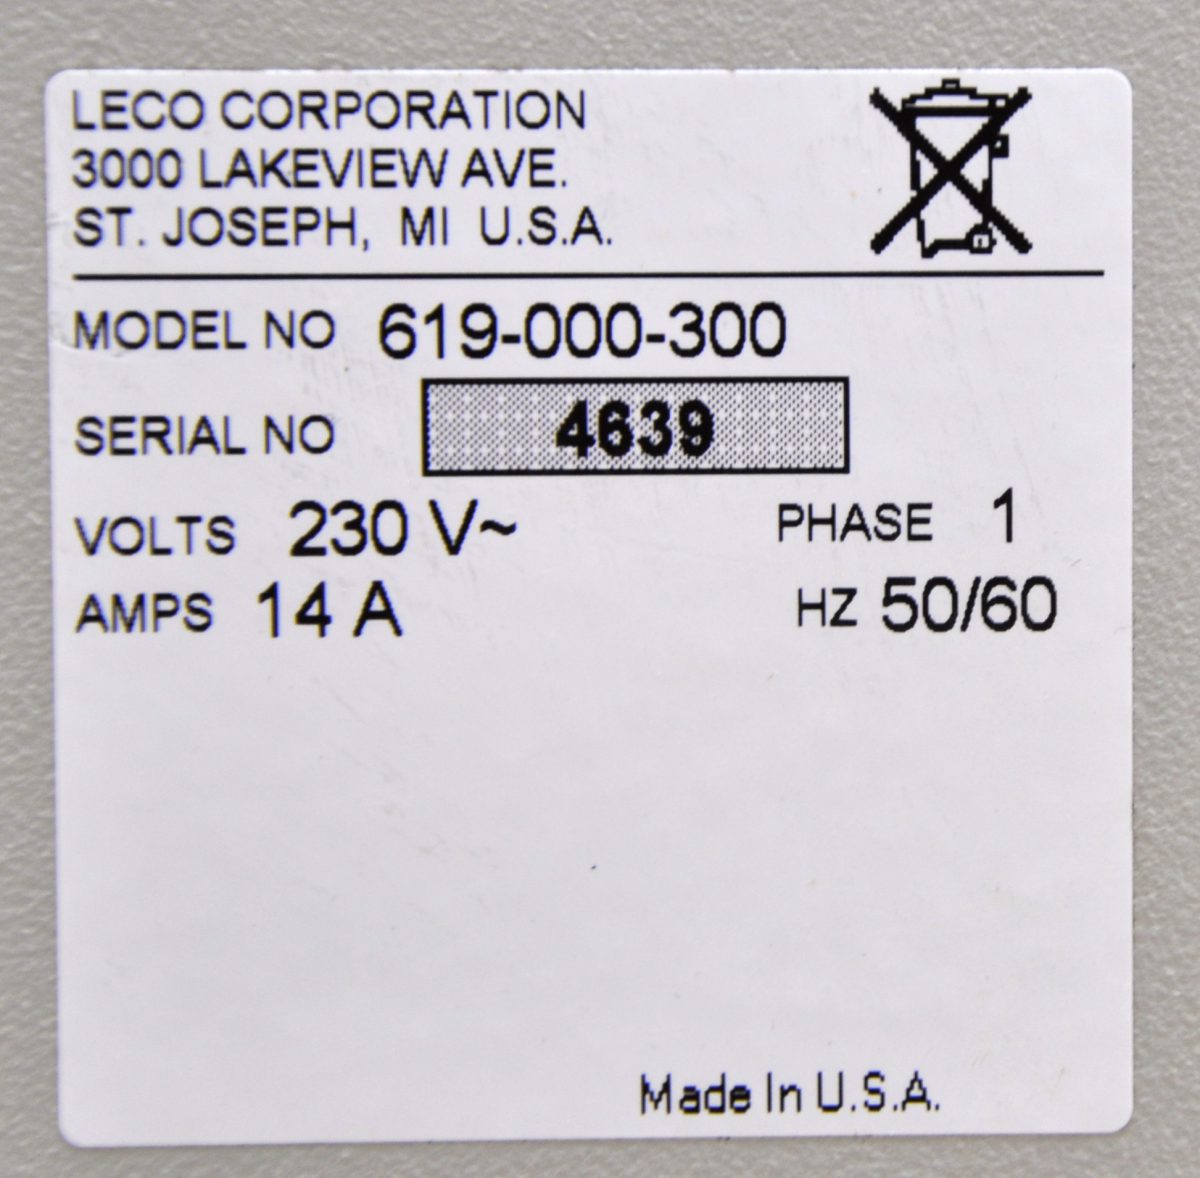 LECO CORPORATION
3000 LAKEVIEW AVE.
ST. JOSEPH, MI U.S.A.
MODEL NO 619-000-300
SERIAL NO 4639
VOLTS 230 V~ PHASE 1
AMPS 14 A HZ 50/60
Made In U.S.A.